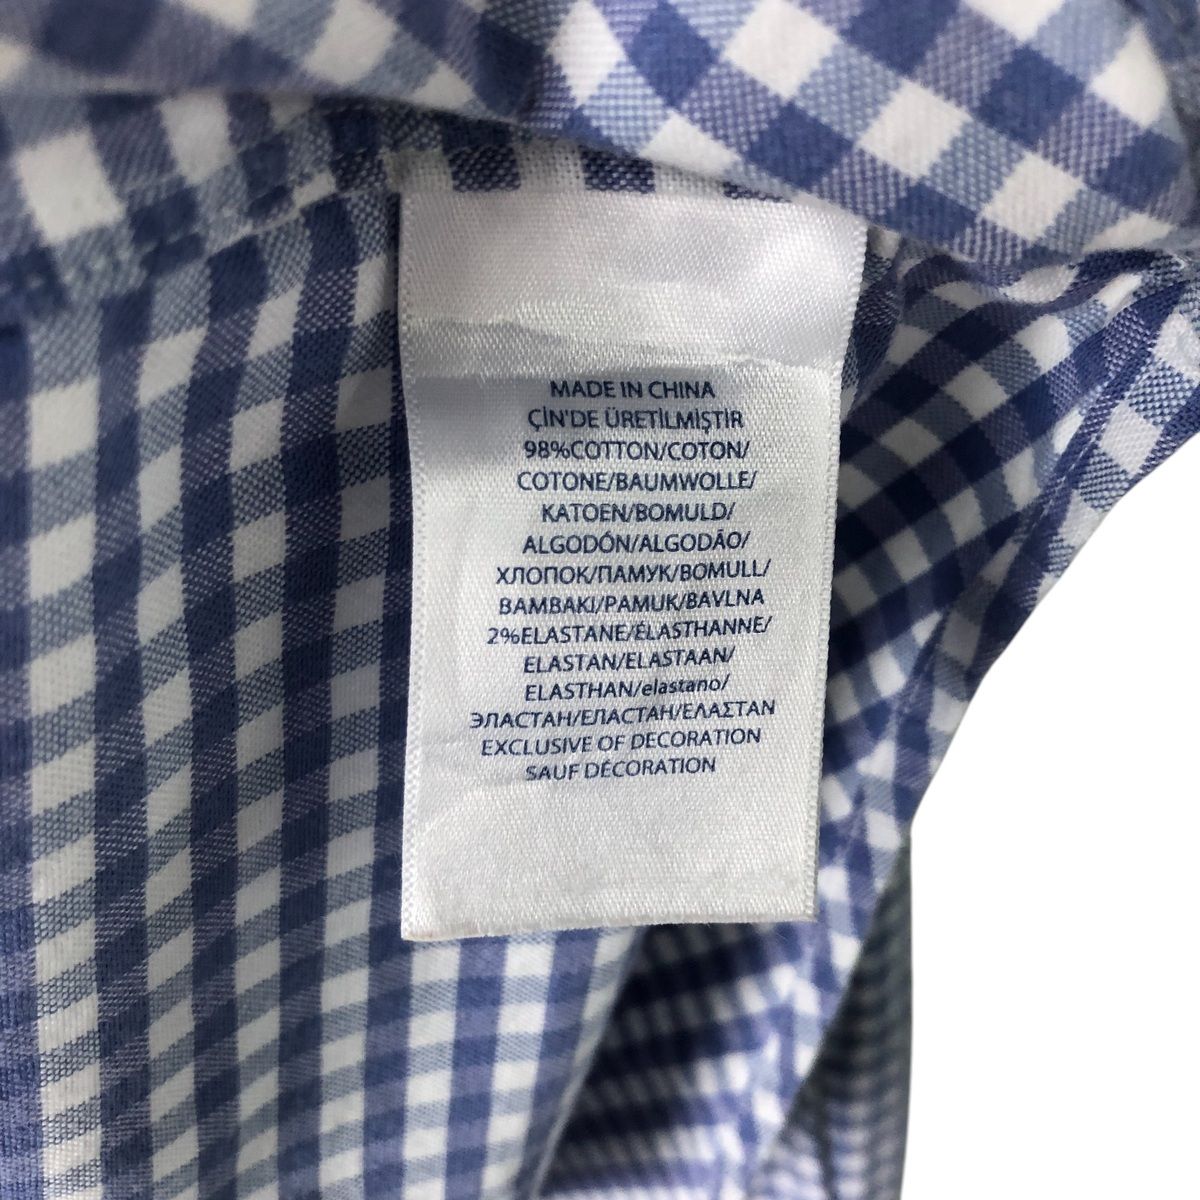 MADE IN CHINA
ÇİN'DE ÜRETİLMİŞTİR
98%COTTON/COTON/
COTONE/BAUMWOLLE/
KATOEN/BOMULD/
ALGODÓN/ALGODÃO/
ХЛОПОК/ПАМУК/BOMULL/
BAMBAKI/PAMUK/BAVLNA
2%ELASTANE/ÉLASTHANNE/
ELASTAN/ELASTAAN/
ELASTHAN/elastano/
ЭЛАСТАН/ЕЛАСТАН/ΕΛΑΣΤΑΝ
EXCLUSIVE OF DECORATION
SAUF DÉCORATION